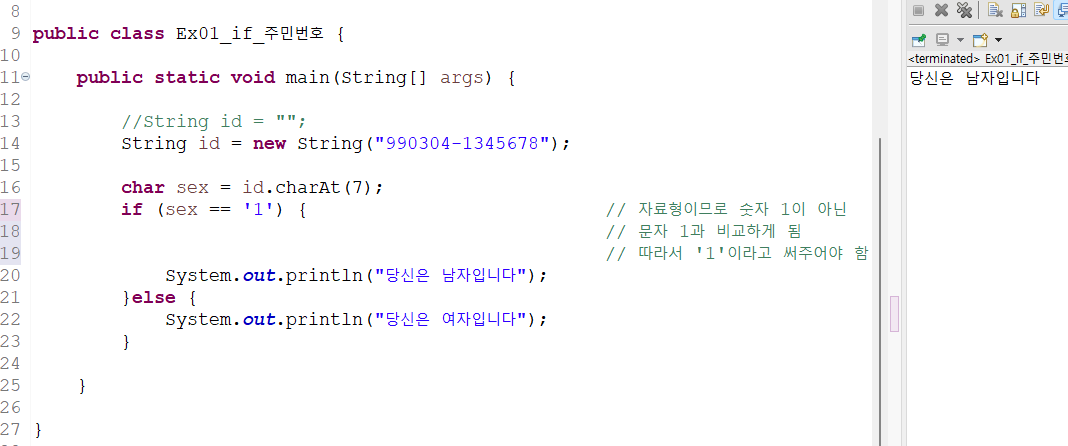 8
9 public class Ex01_if_주민번호 {
10
11 public static void main(String[] args) {
12
13 //String id = "";
14 String id = new String("990304-1345678");
15
16 char sex = id.charAt(7);
17 if (sex == '1') { // 자료형이므로 숫자 1이 아닌
18 // 문자 1과 비교하게 됨
19 // 따라서 '1'이라고 써주어야 함
20 System.out.println("당신은 남자입니다");
21 }else {
22 System.out.println("당신은 여자입니다");
23 }
24
25 }
26
27 }
<terminated> Ex01_if_주민번호
당신은 남자입니다